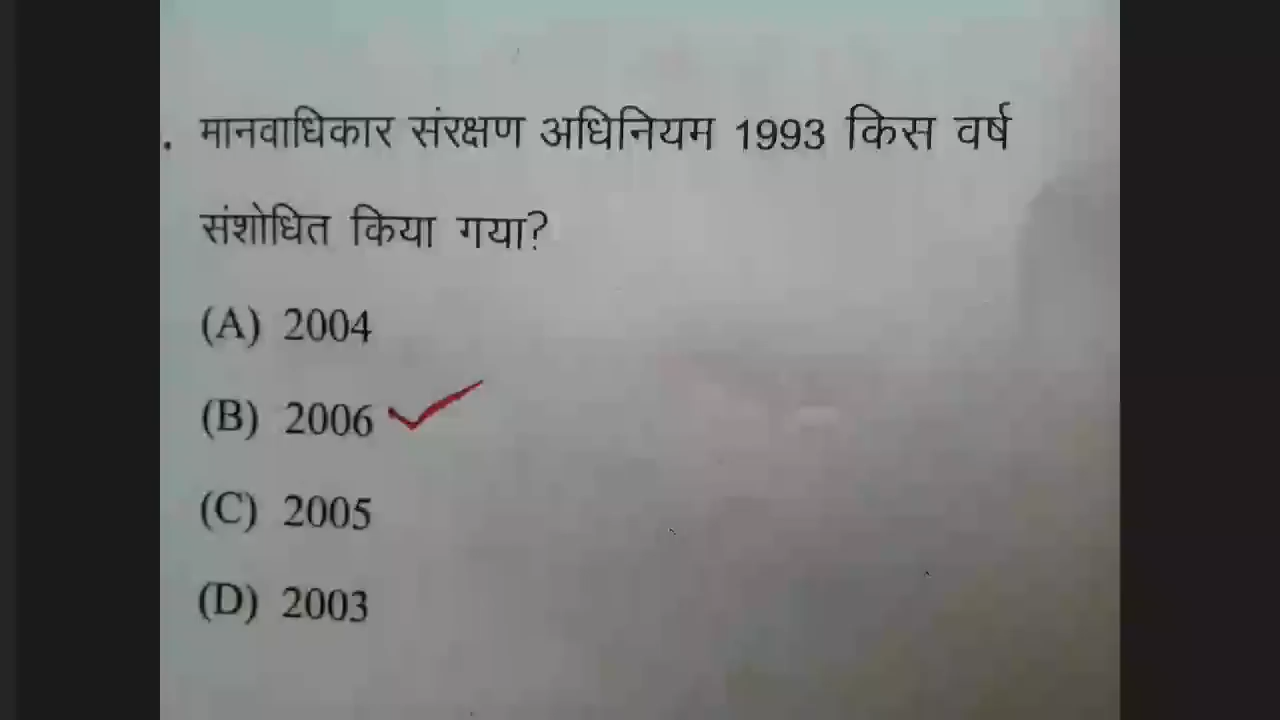 . मानवाधिकार संरक्षण अधिनियम 1993 किस वर्ष
संशोधित किया गया?
(A) 2004
(B) 2006
(C) 2005
(D) 2003